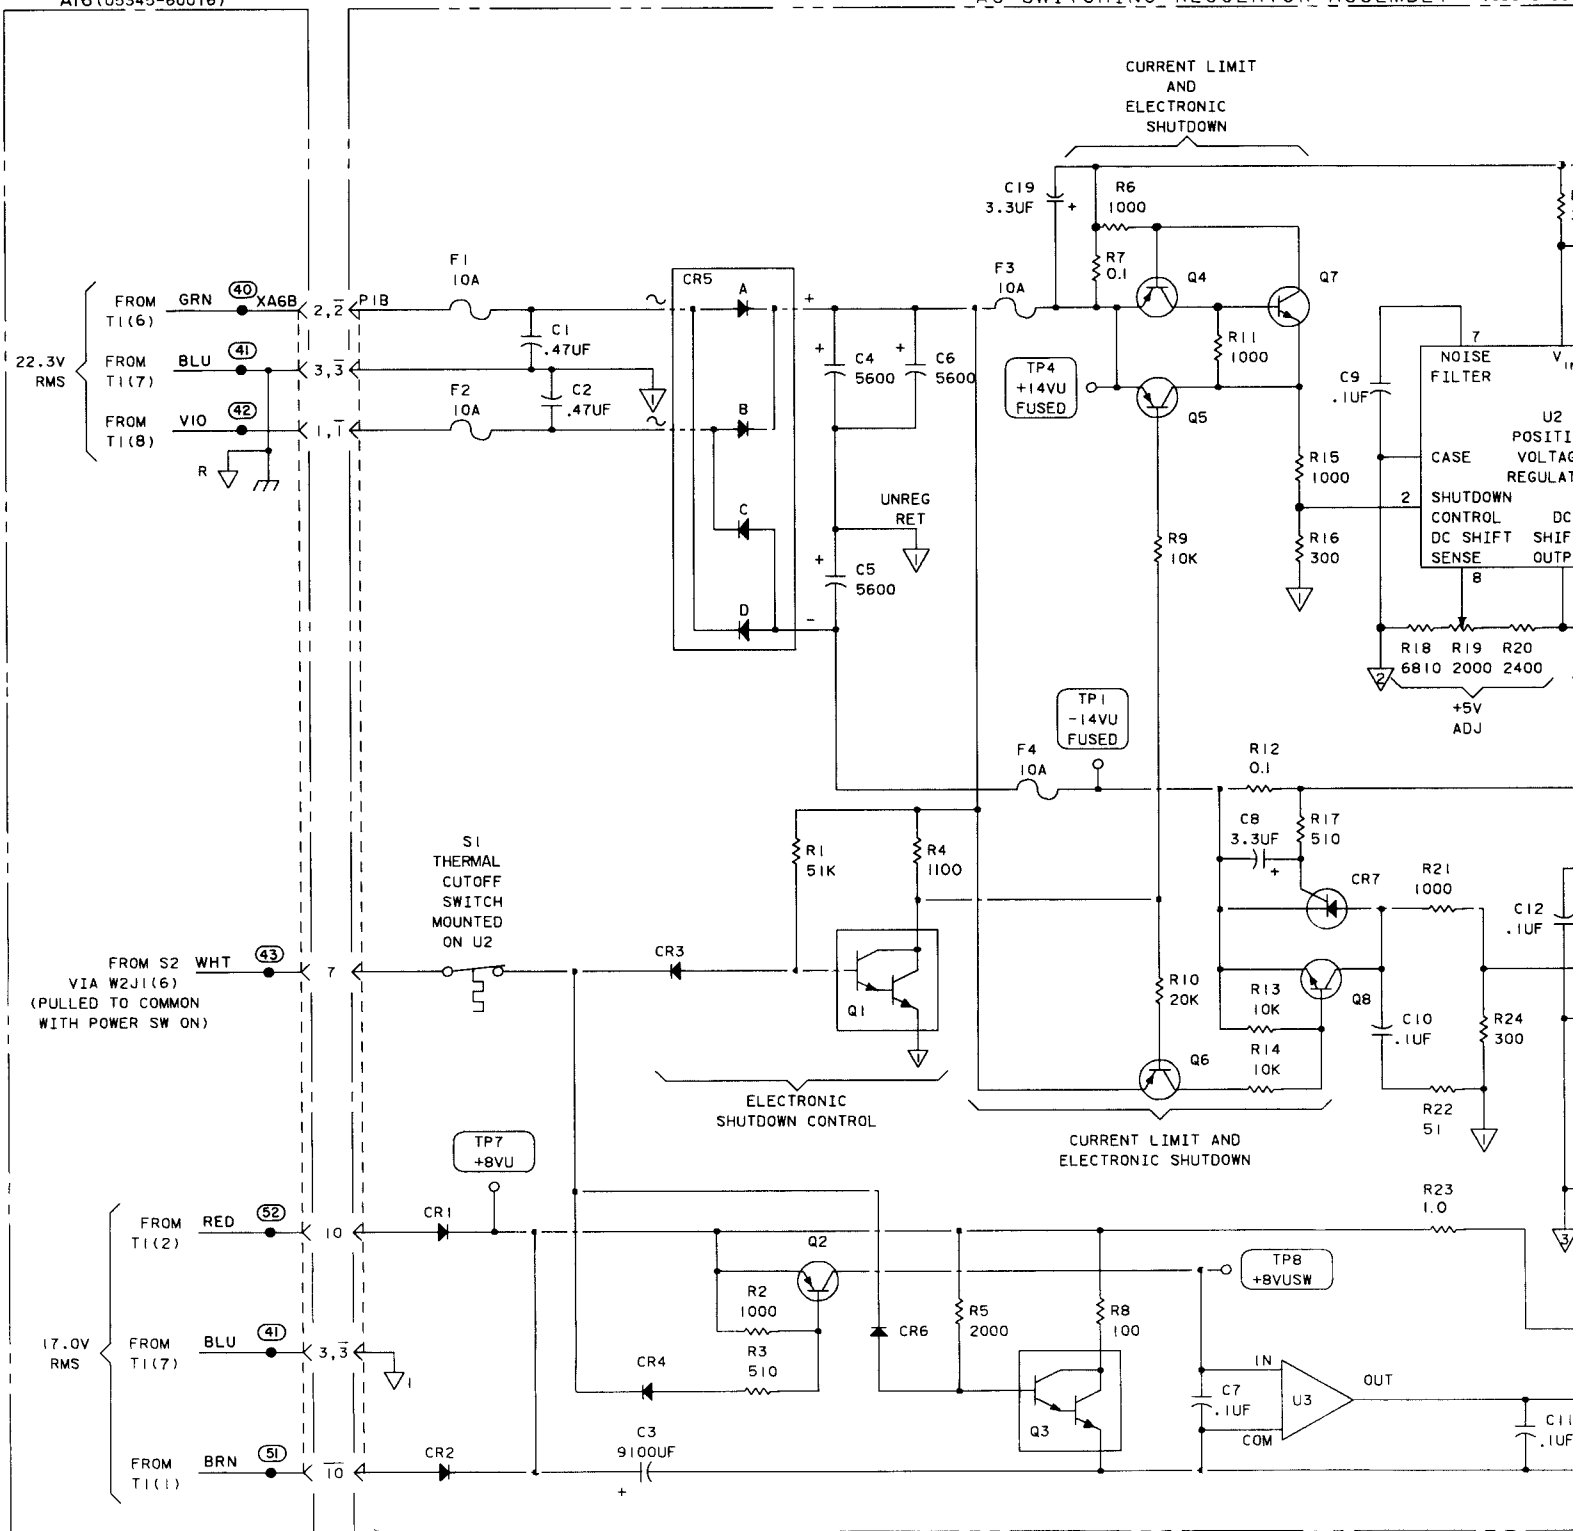 A16(05345-60016)
A6 SWITCHING REGULATOR ASSEMBLY
CURRENT LIMIT
AND
ELECTRONIC
SHUTDOWN
C19
3.3UF
+
R6
1000
R7
0.1
Q4
Q7
F3
10A
R11
1000
TP4
+14VU
FUSED
Q5
F1
10A
CR5
A
+
FROM
T1(6)
GRN
40
XA6B
2,2
P1B
C1
.47UF
22.3V
RMS
FROM
T1(7)
BLU
41
3,3
1
F2
10A
C2
.47UF
B
FROM
T1(8)
VIO
42
1,1
R
+
C4
5600
+
C6
5600
C
UNREG
RET
1
+
C5
5600
D
-
C9
.1UF
7
NOISE
FILTER
V
U2
CASE
2
SHUTDOWN
CONTROL
DC
DC SHIFT
SENSE
8
R15
1000
R16
300
1
R9
10K
R18
6810
R19
2000
R20
2400
2
+5V
ADJ
TP1
-14VU
FUSED
F4
10A
R12
0.1
C8
3.3UF
+
R17
510
CR7
R21
1000
C12
.1UF
S1
THERMAL
CUTOFF
SWITCH
MOUNTED
ON U2
R1
51K
R4
1100
FROM S2
VIA W2J1(6)
(PULLED TO COMMON
WITH POWER SW ON)
WHT
43
7
CR3
Q1
1
R10
20K
R13
10K
R14
10K
Q8
C10
.1UF
R24
300
Q6
R22
51
1
ELECTRONIC
SHUTDOWN CONTROL
CURRENT LIMIT AND
ELECTRONIC SHUTDOWN
TP7
+8VU
R23
1.0
3
FROM
T1(2)
RED
52
10
CR1
Q2
TP8
+8VUSW
R2
1000
R5
2000
R8
100
CR6
17.0V
RMS
FROM
T1(7)
BLU
41
3,3
1
R3
510
CR4
IN
C7
.1UF
U3
OUT
COM
Q3
C11
.1UF
FROM
T1(1)
BRN
51
10
CR2
C3
9100UF
+